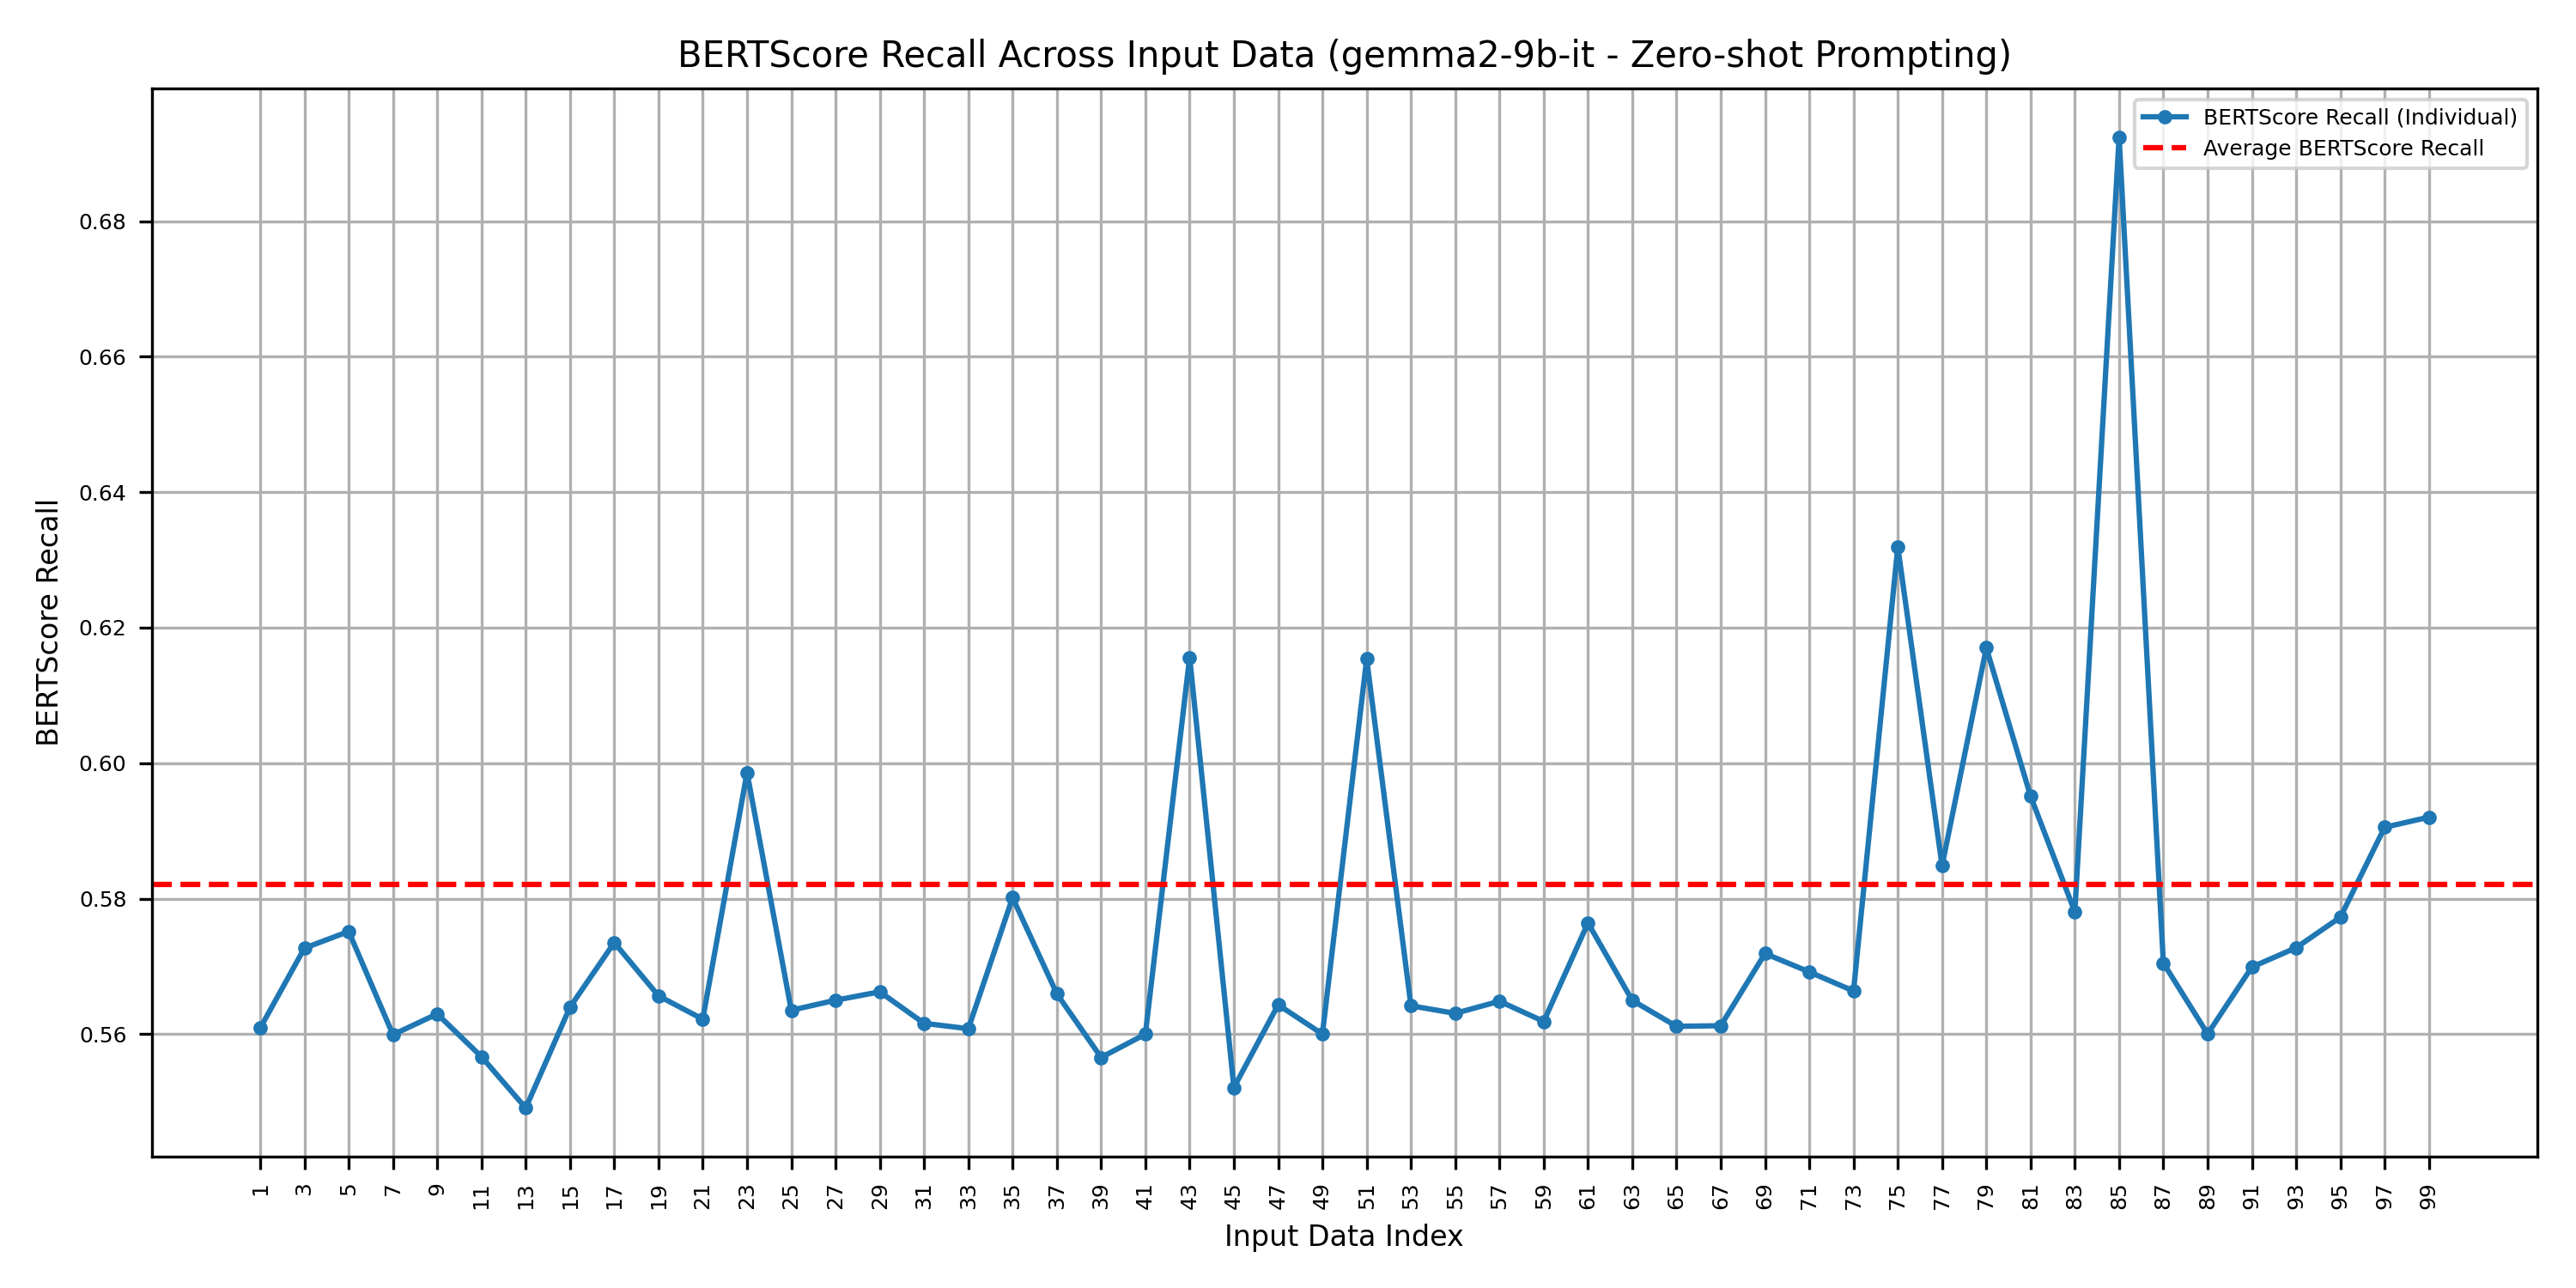 BERTScore Recall Across Input Data (gemma2-9b-it - Zero-shot Prompting)
BERTScore Recall (Individual)
Average BERTScore Recall
BERTScore Recall
0.68
0.66
0.64
0.62
0.60
0.58
0.56
1 3 5 7 9 11 13 15 17 19 21 23 25 27 29 31 33 35 37 39 41 43 45 47 49 51 53 55 57 59 61 63 65 67 69 71 73 75 77 79 81 83 85 87 89 91 93 95 97 99
Input Data Index